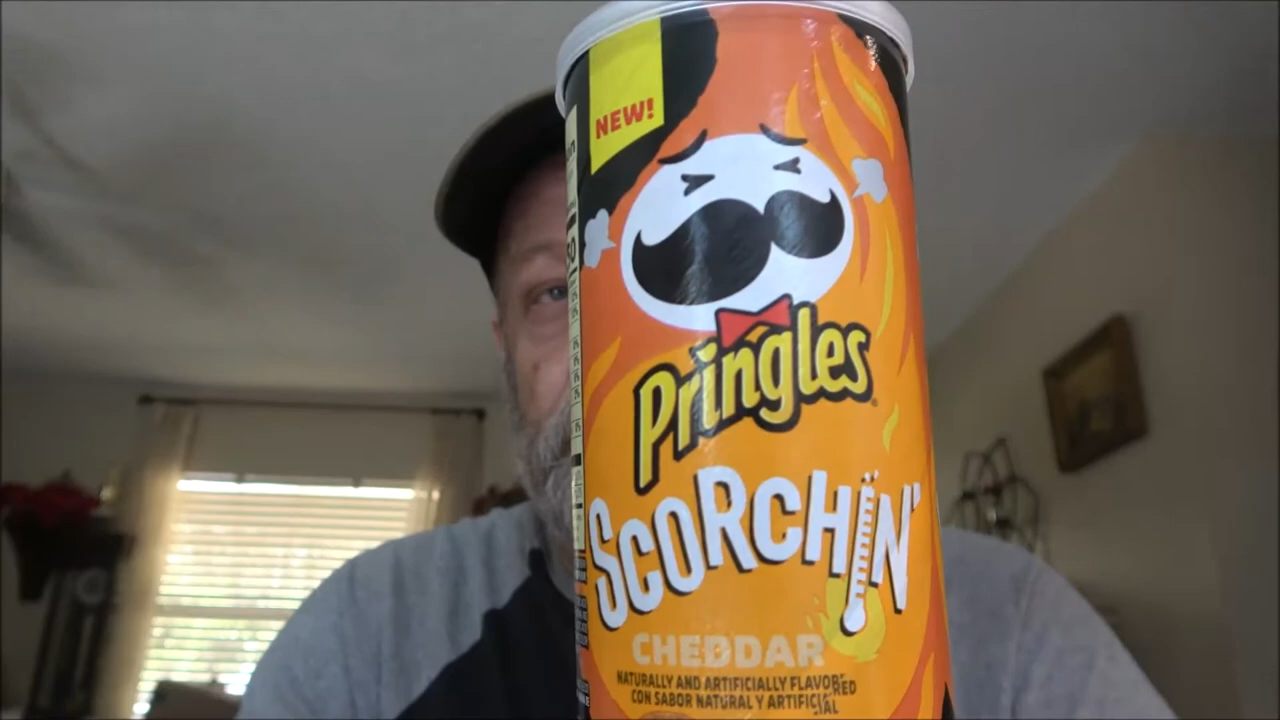 NEW!
Pringles
SCORCHIN'
CHEDDAR
NATURALLY AND ARTIFICIALLY FLAVORED
CON SABOR NATURAL Y ARTIFICIAL